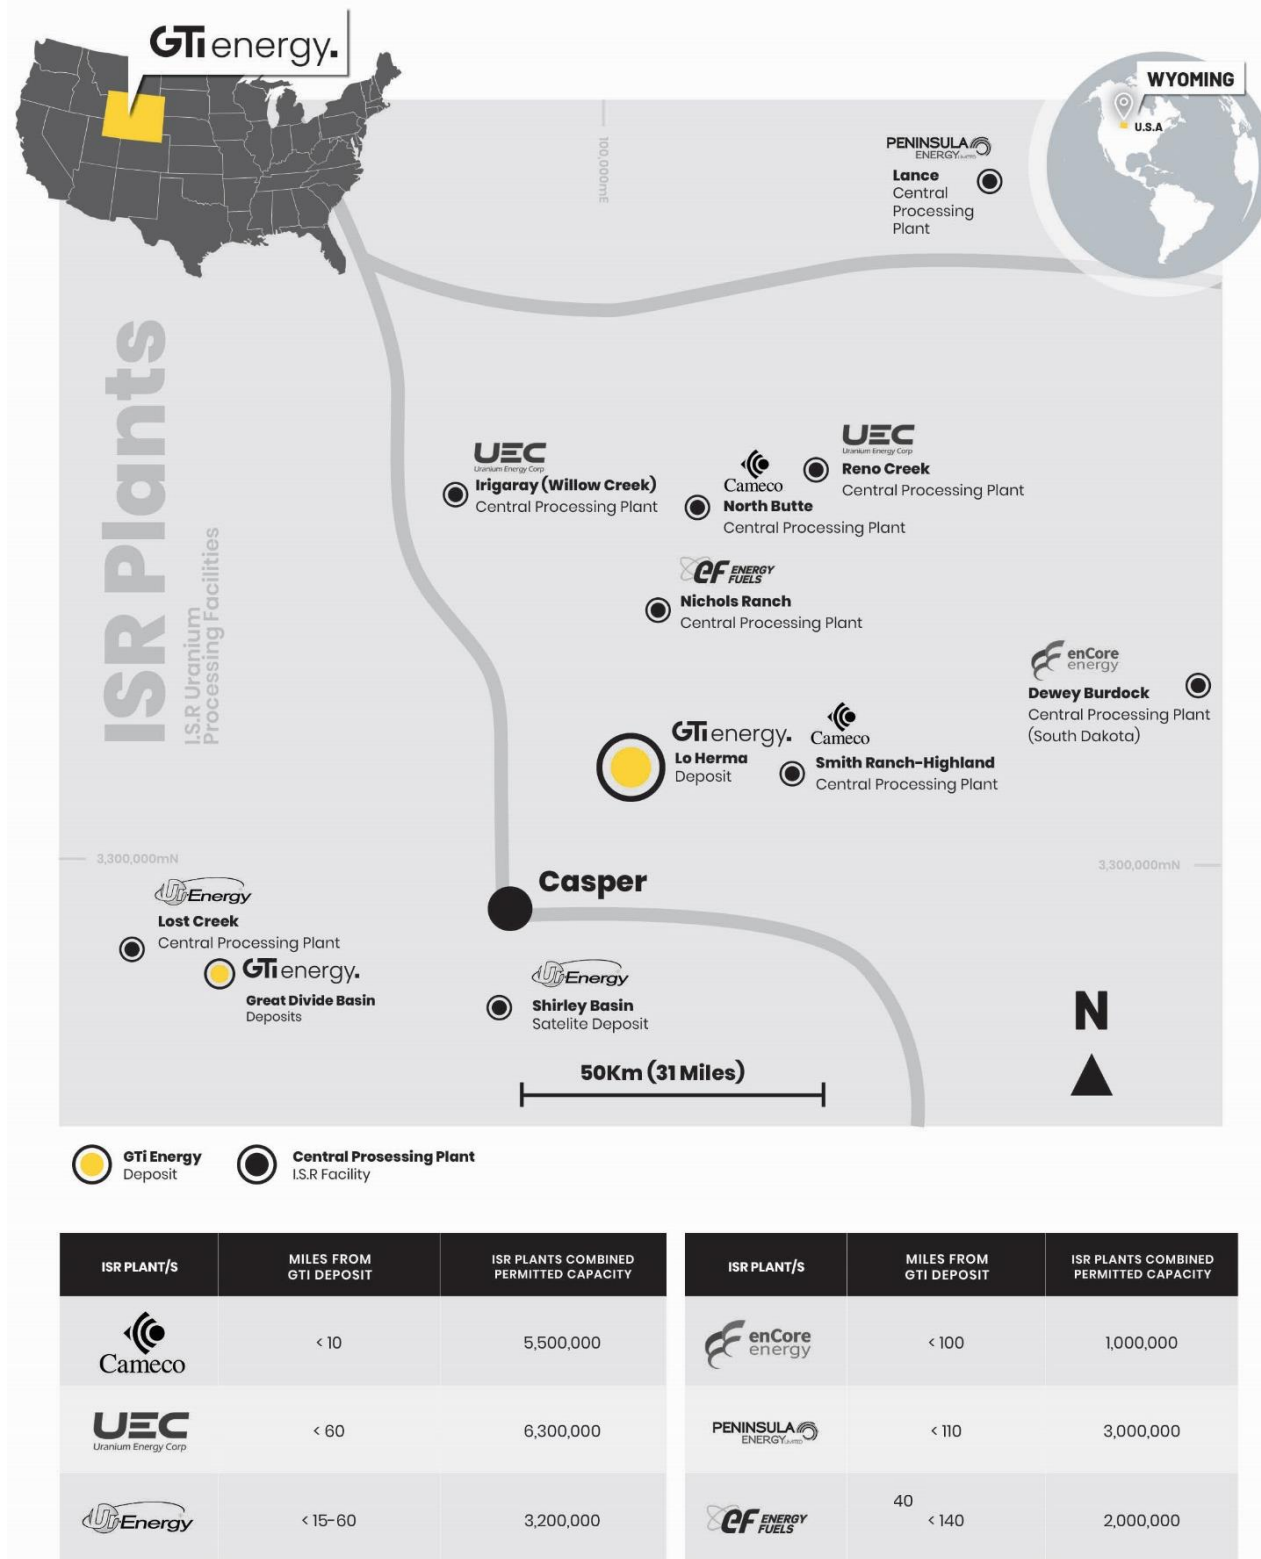 GTi energy.
WYOMING
U.S.A
100,000mE
PENINSULA
ENERGY LIMITED
Lance
Central
Processing
Plant
ISR Plants
I.S.R Uranium
Processing Facilities
UEC
Uranium Energy Corp
Irigaray (Willow Creek)
Central Processing Plant
Cameco
North Butte
Central Processing Plant
UEC
Uranium Energy Corp
Reno Creek
Central Processing Plant
eF ENERGY
FUELS
Nichols Ranch
Central Processing Plant
enCore
energy
Dewey Burdock
Central Processing Plant
(South Dakota)
GTi energy.
Lo Herma
Deposit
Cameco
Smith Ranch-Highland
Central Processing Plant
3,300,000mN
3,300,000mN
Casper
Ur Energy
Lost Creek
Central Processing Plant
GTi energy.
Great Divide Basin
Deposits
Ur Energy
Shirley Basin
Satelite Deposit
N
50Km (31 Miles)
GTi Energy
Deposit
Central Prosessing Plant
I.S.R Facility
ISR PLANT/S MILES FROM GTI DEPOSIT ISR PLANTS COMBINED PERMITTED CAPACITY
Cameco < 10 5,500,000
UEC Uranium Energy Corp < 60 6,300,000
Ur Energy < 15-60 3,200,000
ISR PLANT/S MILES FROM GTI DEPOSIT ISR PLANTS COMBINED PERMITTED CAPACITY
enCore energy < 100 1,000,000
PENINSULA ENERGY LIMITED < 110 3,000,000
40
eF ENERGY FUELS < 140 2,000,000